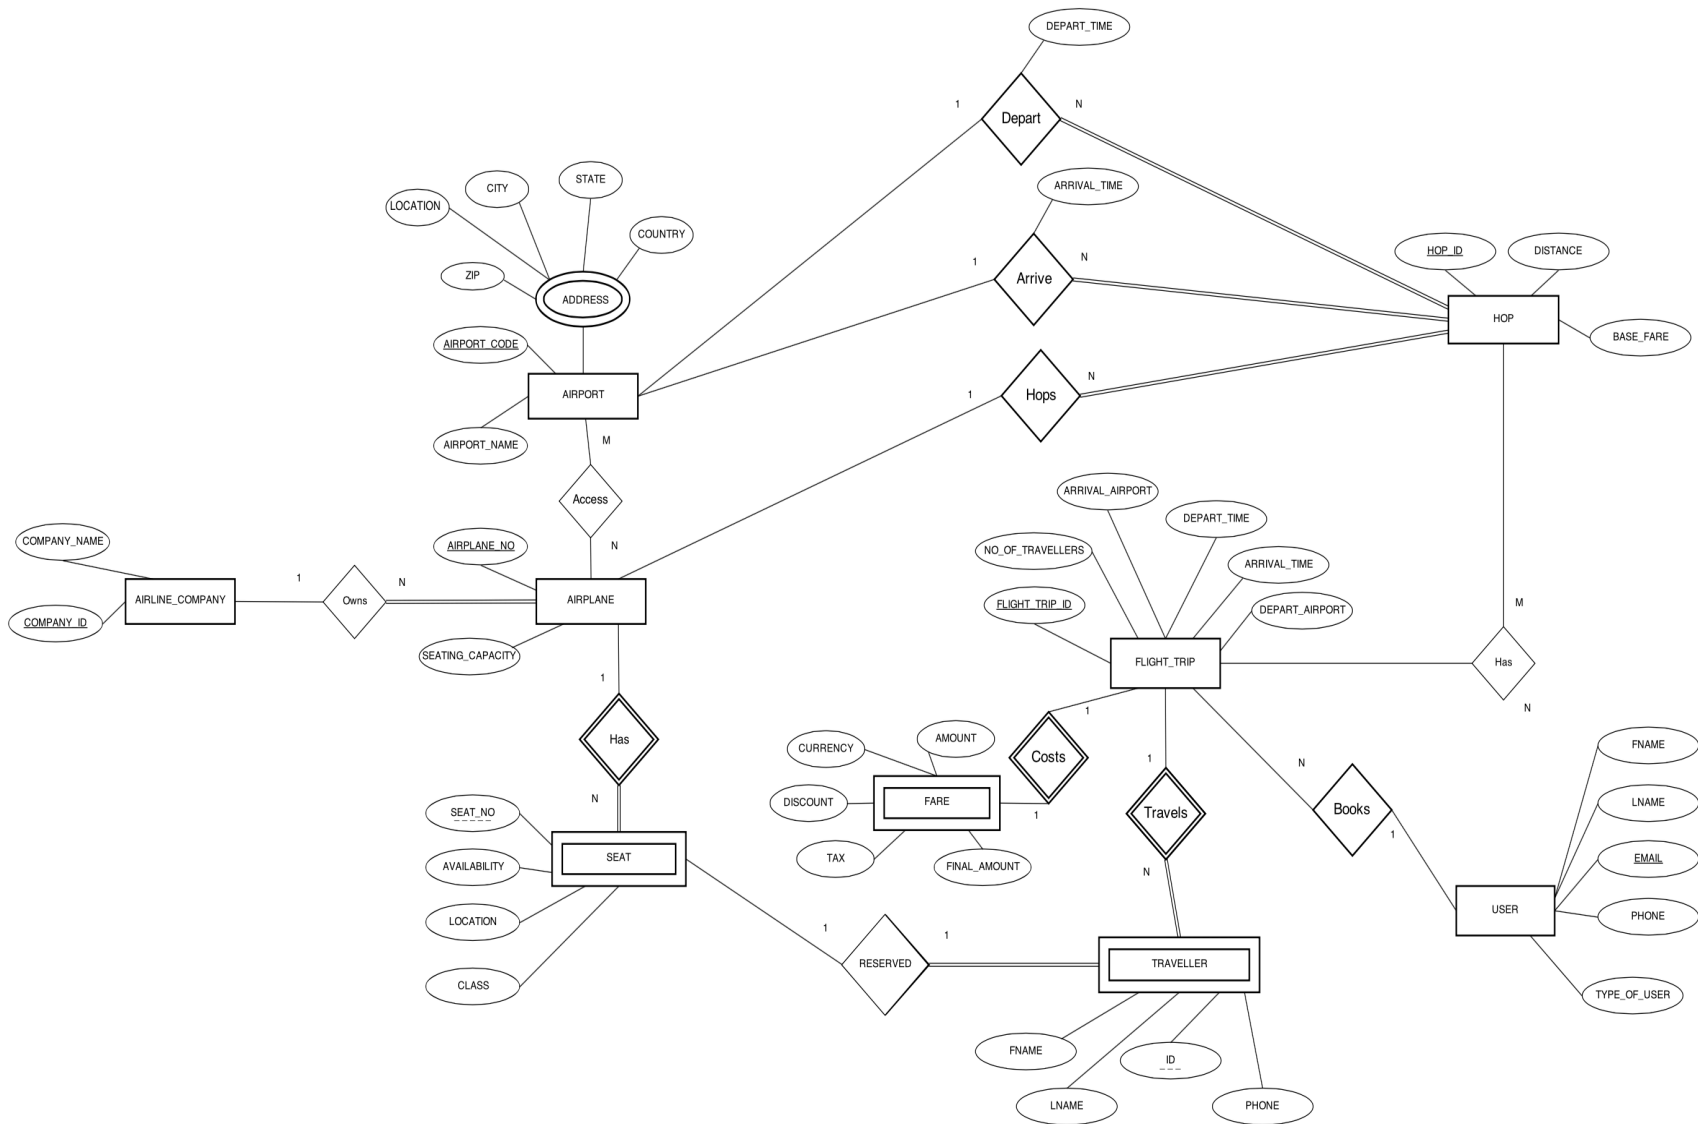 DEPART_TIME
1
N
Depart
STATE
CITY
ARRIVAL_TIME
LOCATION
COUNTRY
HOP_ID
DISTANCE
1
N
Arrive
ZIP
ADDRESS
HOP
BASE_FARE
AIRPORT_CODE
AIRPORT
1
N
Hops
AIRPORT_NAME
M
Access
ARRIVAL_AIRPORT
DEPART_TIME
COMPANY_NAME
AIRPLANE_NO
N
NO_OF_TRAVELLERS
ARRIVAL_TIME
1
N
AIRLINE_COMPANY
Owns
AIRPLANE
FLIGHT_TRIP_ID
DEPART_AIRPORT
M
COMPANY_ID
SEATING_CAPACITY
FLIGHT_TRIP
Has
1
1
N
Has
CURRENCY
AMOUNT
Costs
1
N
FNAME
DISCOUNT
FARE
N
SEAT_NO
1
Travels
Books
LNAME
1
SEAT
TAX
FINAL_AMOUNT
EMAIL
AVAILABILITY
N
USER
PHONE
LOCATION
1
1
RESERVED
TRAVELLER
CLASS
TYPE_OF_USER
FNAME
ID
LNAME
PHONE